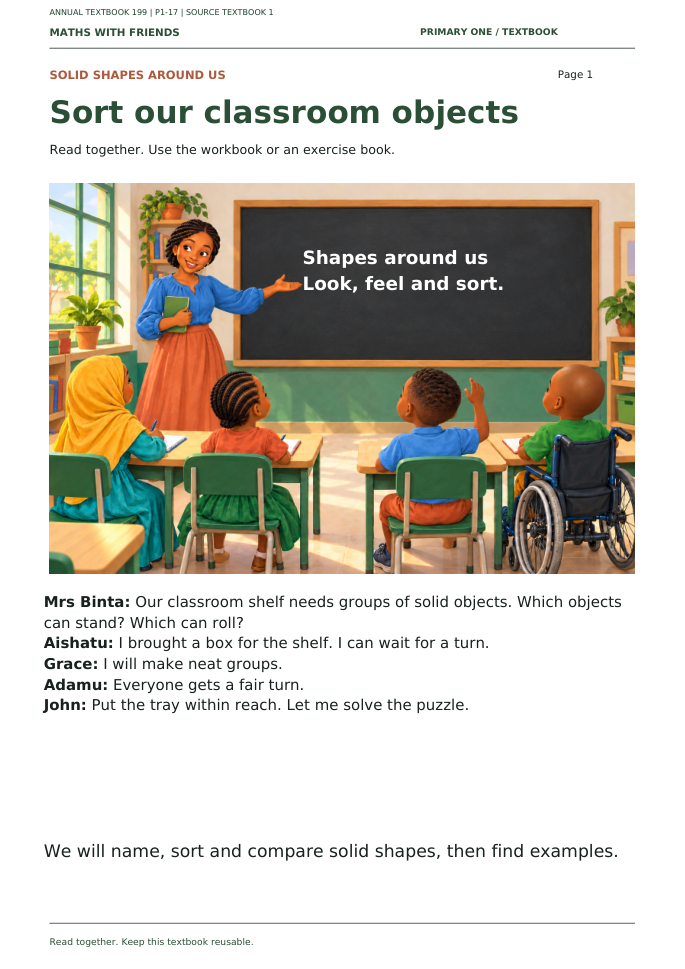 ANNUAL TEXTBOOK 199 | P1-17 | SOURCE TEXTBOOK 1
MATHS WITH FRIENDS
PRIMARY ONE / TEXTBOOK
SOLID SHAPES AROUND US
Page 1
Sort our classroom objects
Read together. Use the workbook or an exercise book.
Shapes around us
Look, feel and sort.
Mrs Binta: Our classroom shelf needs groups of solid objects. Which objects
can stand? Which can roll?
Aishatu: I brought a box for the shelf. I can wait for a turn.
Grace: I will make neat groups.
Adamu: Everyone gets a fair turn.
John: Put the tray within reach. Let me solve the puzzle.
We will name, sort and compare solid shapes, then find examples.
Read together. Keep this textbook reusable.